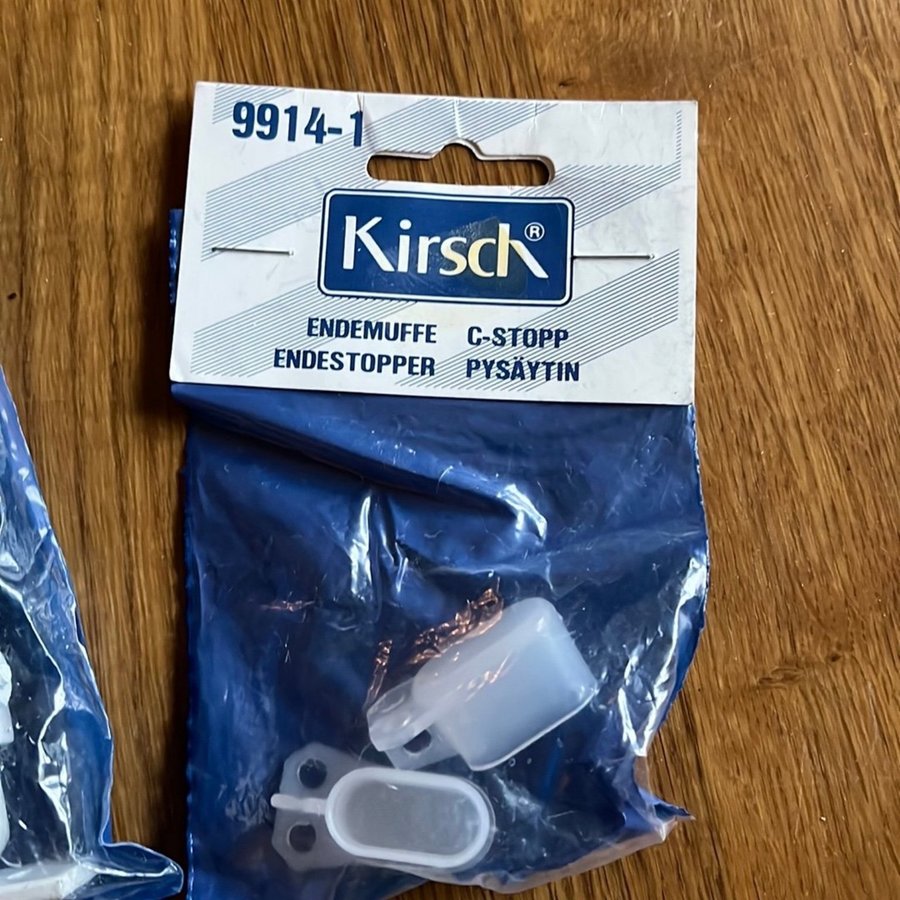 9914-1
Kirsch®
ENDEMUFFE C-STOPP
ENDESTOPPER PYSÄYTIN